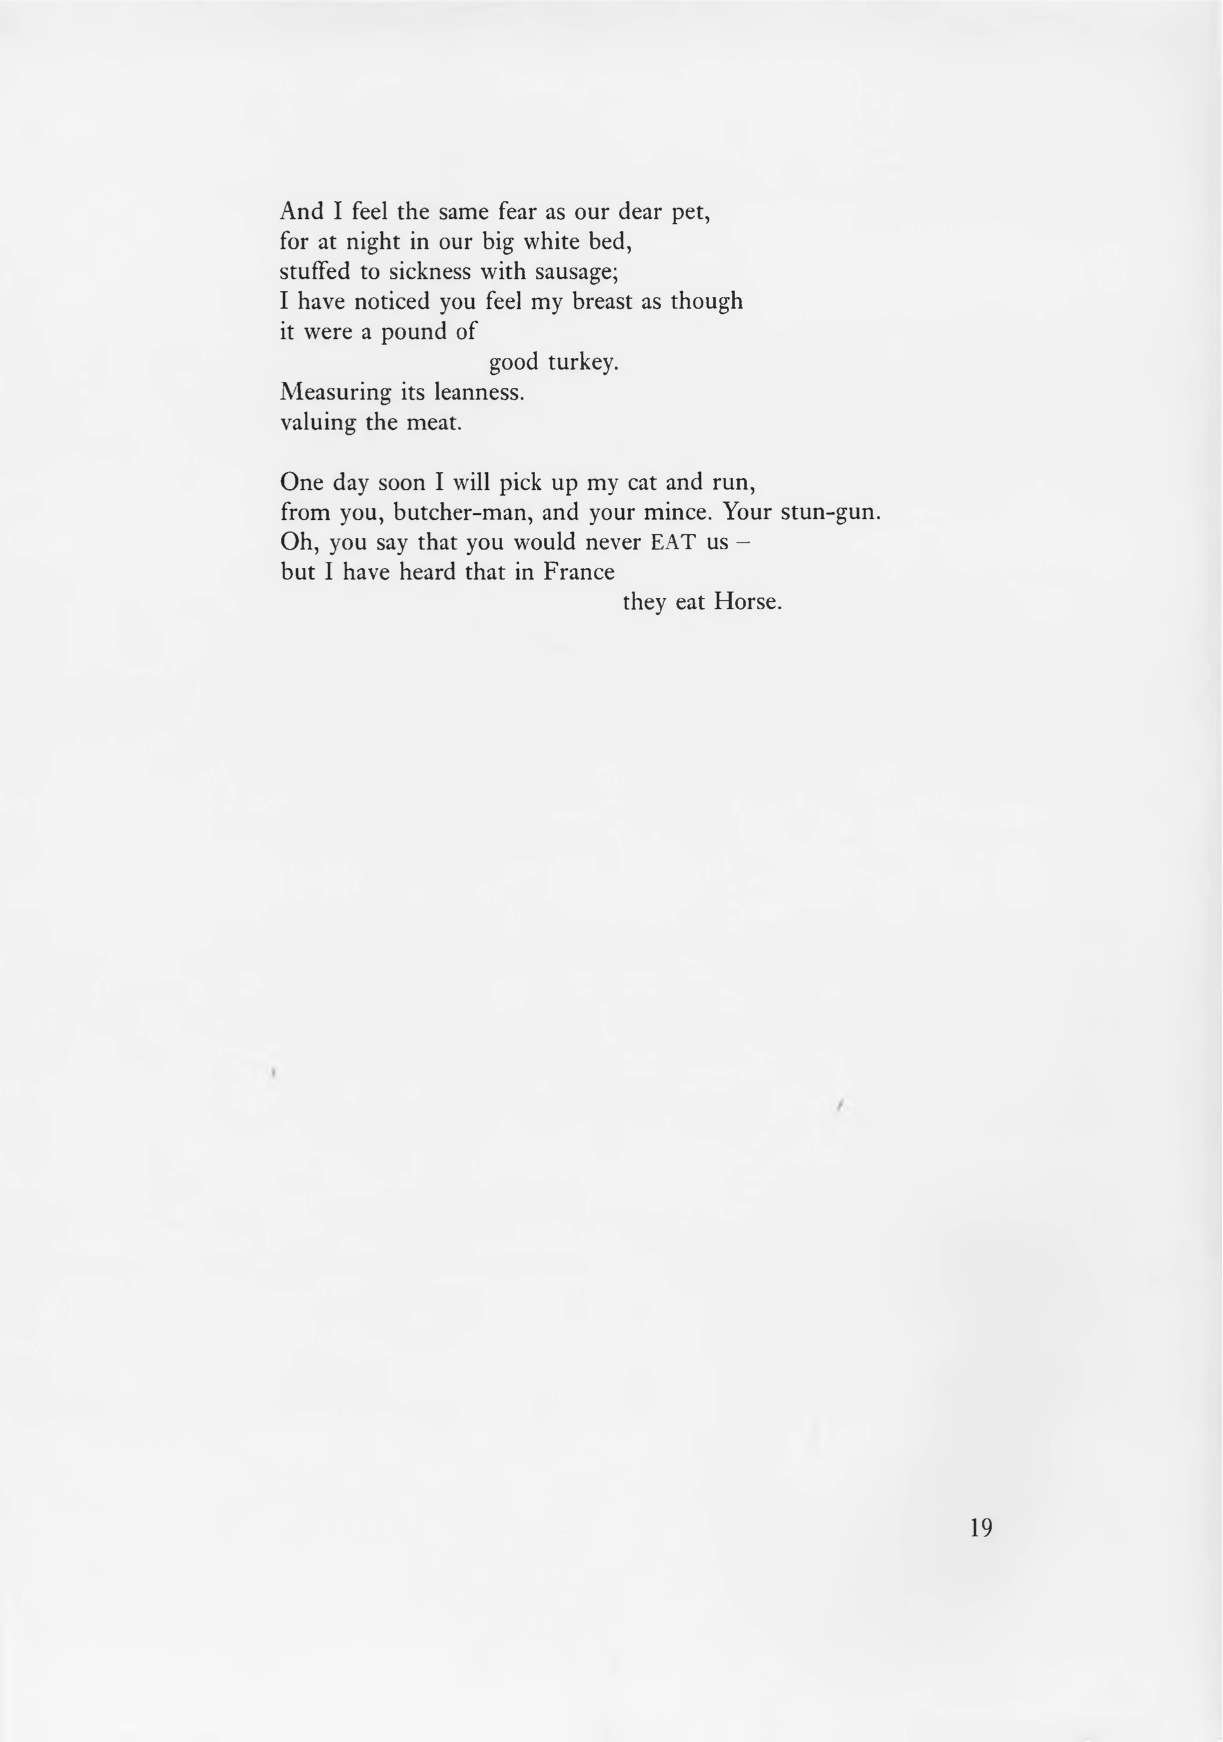 And I feel the same fear as our dear pet,
for at night in our big white bed,
stuffed to sickness with sausage;
I have noticed you feel my breast as though
it were a pound of
good turkey.
Measuring its leanness.
valuing the meat.

One day soon I will pick up my cat and run,
from you, butcher-man, and your mince. Your stun-gun.
Oh, you say that you would never EAT us –
but I have heard that in France
they eat Horse.

19